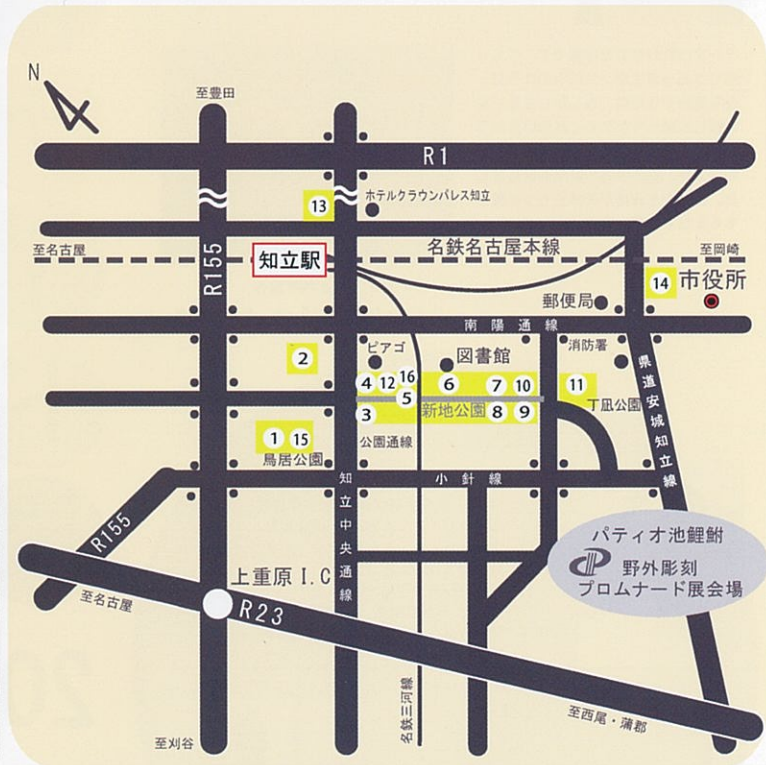 N
至豊田
R1
13
ホテルクラウンパレス知立
至名古屋
R155
知立駅
名鉄名古屋本線
至岡崎
14
市役所
郵便局
南陽通線
2
ピアゴ
図書館
消防署
4 12 16
6
7 10
11
5
丁凪公園
3
新地公園
8 9
県道安城知立線
1 15
鳥居公園
公園通線
知立中央通線
小針線
R155
パティオ池鯉鮒
野外彫刻
プロムナード展会場
上重原I.C
至名古屋
R23
名鉄三河線
至西尾・蒲郡
至刈谷